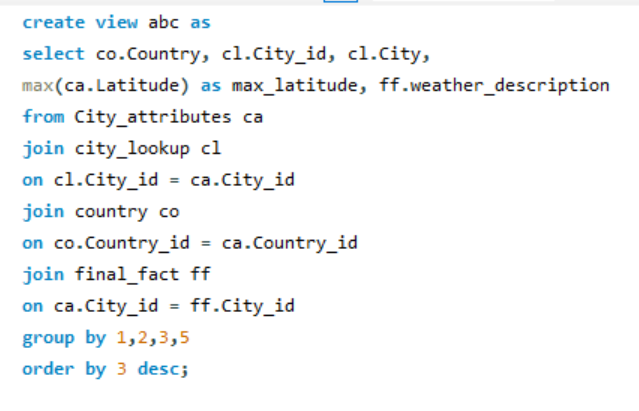 create view abc as
select co.Country, cl.City_id, cl.City,
max(ca.Latitude) as max_latitude, ff.weather_description
from City_attributes ca
join city_lookup cl
on cl.City_id = ca.City_id
join country co
on co.Country_id = ca.Country_id
join final_fact ff
on ca.City_id = ff.City_id
group by 1,2,3,5
order by 3 desc;